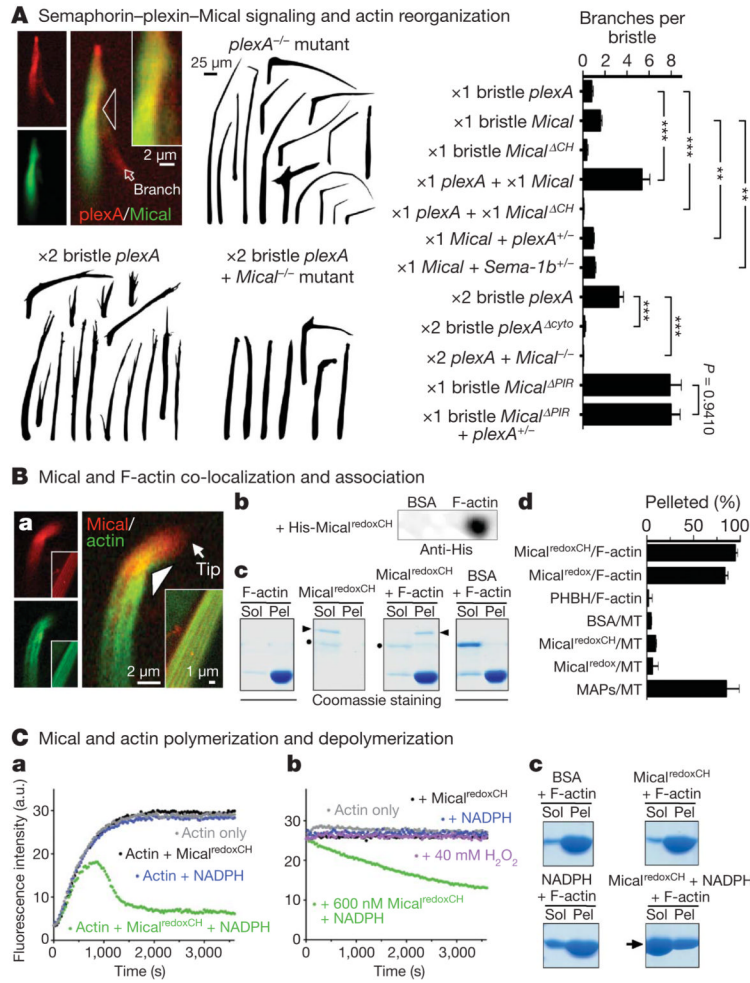 A Semaphorin–plexin–Mical signaling and actin reorganization
plexA/Mical
2 μm
Branch
25 μm
plexA–/– mutant
×2 bristle plexA
×2 bristle plexA
+ Mical–/– mutant
Branches per
bristle
0 2 4 6 8
×1 bristle plexA
×1 bristle Mical
×1 bristle MicalΔCH
×1 plexA + ×1 Mical
×1 plexA + ×1 MicalΔCH
×1 Mical + plexA+/–
×1 Mical + Sema-1b+/–
×2 bristle plexA
×2 bristle plexAΔcyto
×2 plexA + Mical–/–
×1 bristle MicalΔPIR
×1 bristle MicalΔPIR
+ plexA+/–
***
***
**
**
***
***
P = 0.9410
B Mical and F-actin co-localization and association
a
Mical/
actin
Tip
2 μm
1 μm
b
BSA F-actin
+ His-MicalredoxCH
Anti-His
c
F-actin
Sol Pel
MicalredoxCH
Sol Pel
MicalredoxCH
+ F-actin
Sol Pel
BSA
+ F-actin
Sol Pel
Coomassie staining
d
Pelleted (%)
0 50 100
MicalredoxCH/F-actin
Micalredox/F-actin
PHBH/F-actin
BSA/MT
MicalredoxCH/MT
Micalredox/MT
MAPs/MT
C Mical and actin polymerization and depolymerization
a
Fluorescence intensity (a.u.)
30
20
10
0
0 1,000 2,000 3,000
Time (s)
Actin only
Actin + MicalredoxCH
Actin + NADPH
Actin + MicalredoxCH + NADPH
b
30
20
10
0
0 1,000 2,000 3,000
Time (s)
+ MicalredoxCH
Actin only
+ NADPH
+ 40 mM H2O2
+ 600 nM MicalredoxCH
+ NADPH
c
BSA
+ F-actin
Sol Pel
MicalredoxCH
+ F-actin
Sol Pel
NADPH
+ F-actin
Sol Pel
MicalredoxCH + NADPH
+ F-actin
Sol Pel